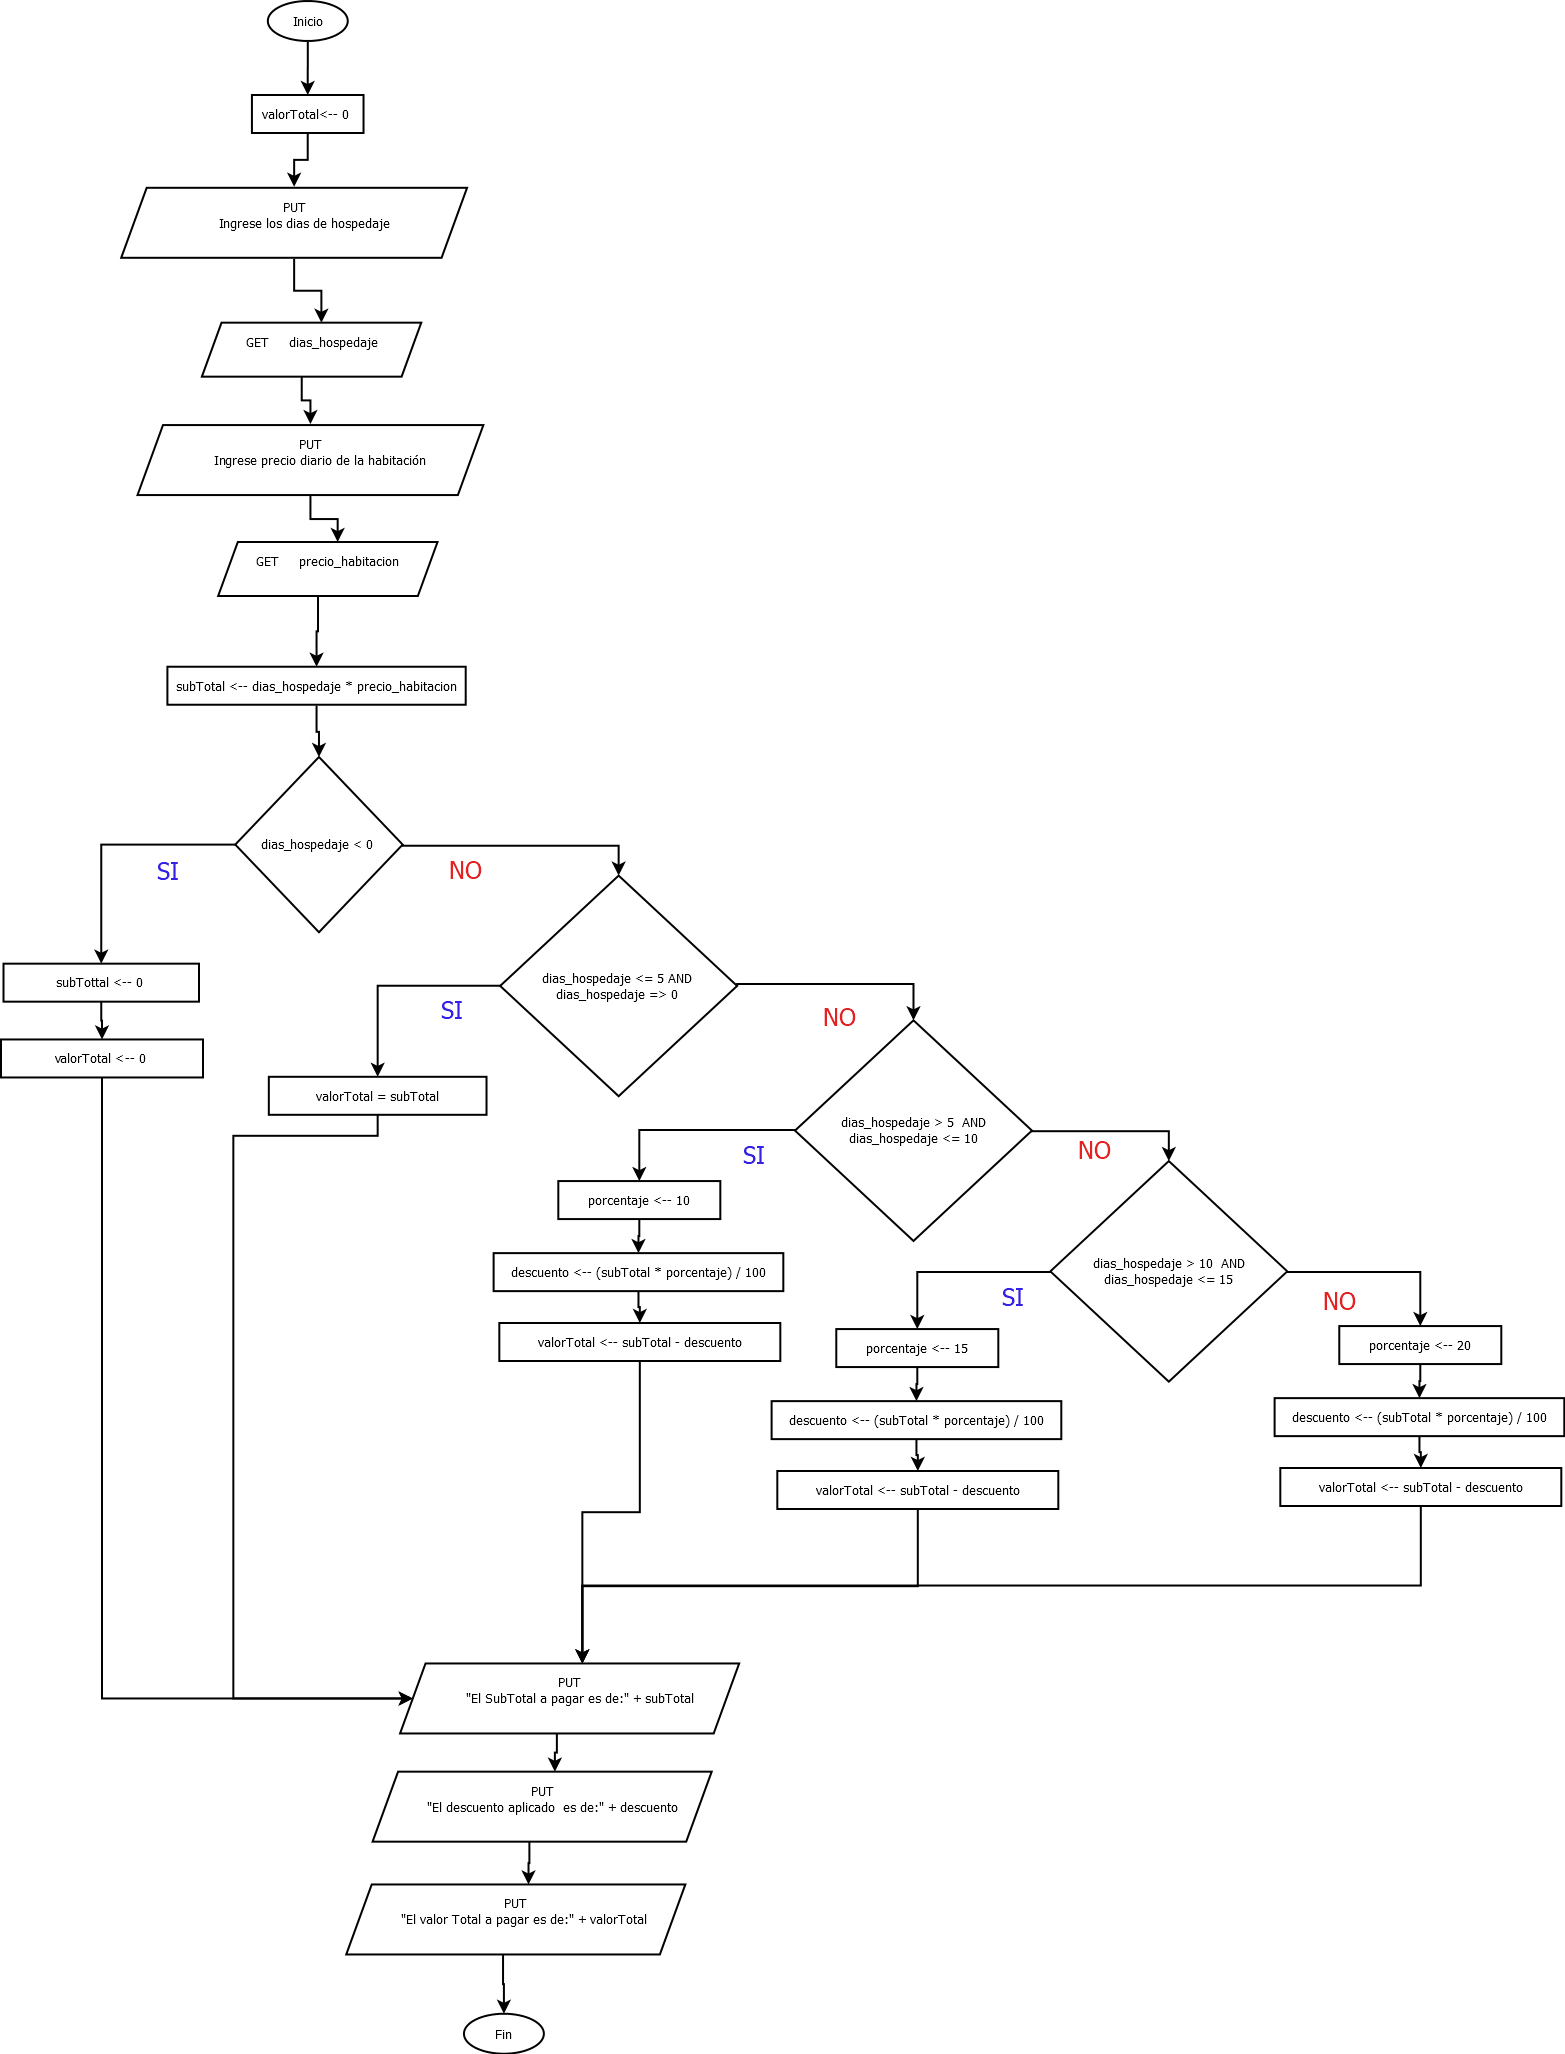 Inicio
valorTotal<-- 0
PUT
Ingrese los dias de hospedaje
GET dias_hospedaje
PUT
Ingrese precio diario de la habitación
GET precio_habitacion
subTotal <-- dias_hospedaje * precio_habitacion
dias_hospedaje < 0
SI
NO
subTottal <-- 0
valorTotal <-- 0
dias_hospedaje <= 5 AND
dias_hospedaje => 0
SI
NO
valorTotal = subTotal
dias_hospedaje > 5  AND
dias_hospedaje <= 10
SI
NO
porcentaje <-- 10
descuento <-- (subTotal * porcentaje) / 100
valorTotal <-- subTotal - descuento
dias_hospedaje > 10  AND
dias_hospedaje <= 15
SI
NO
porcentaje <-- 15
descuento <-- (subTotal * porcentaje) / 100
valorTotal <-- subTotal - descuento
porcentaje <-- 20
descuento <-- (subTotal * porcentaje) / 100
valorTotal <-- subTotal - descuento
PUT
"El SubTotal a pagar es de:" + subTotal
PUT
"El descuento aplicado  es de:" + descuento
PUT
"El valor Total a pagar es de:" + valorTotal
Fin